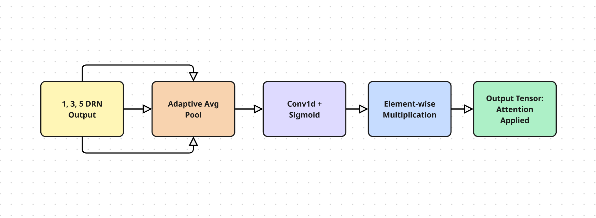 1, 3, 5 DRN
Output
Adaptive Avg
Pool
Conv1d +
Sigmoid
Element-wise
Multiplication
Output Tensor:
Attention
Applied